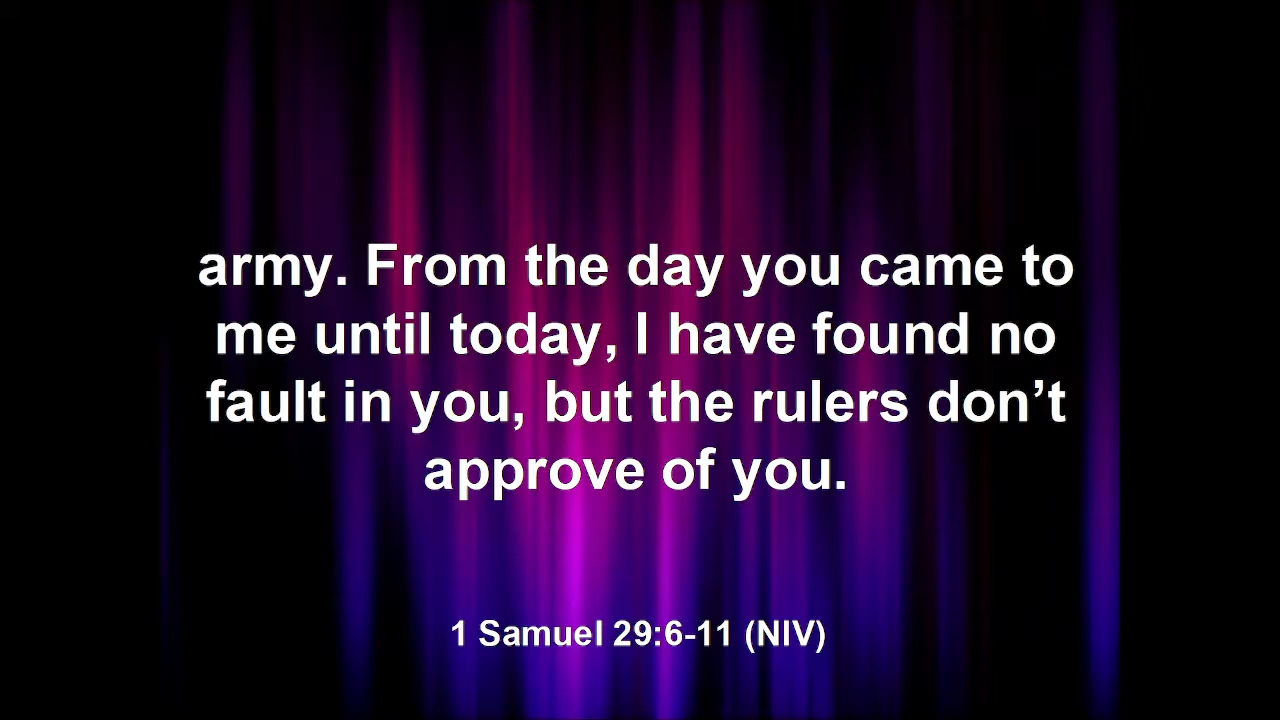 army. From the day you came to
me until today, I have found no
fault in you, but the rulers don’t
approve of you.
1 Samuel 29:6-11 (NIV)